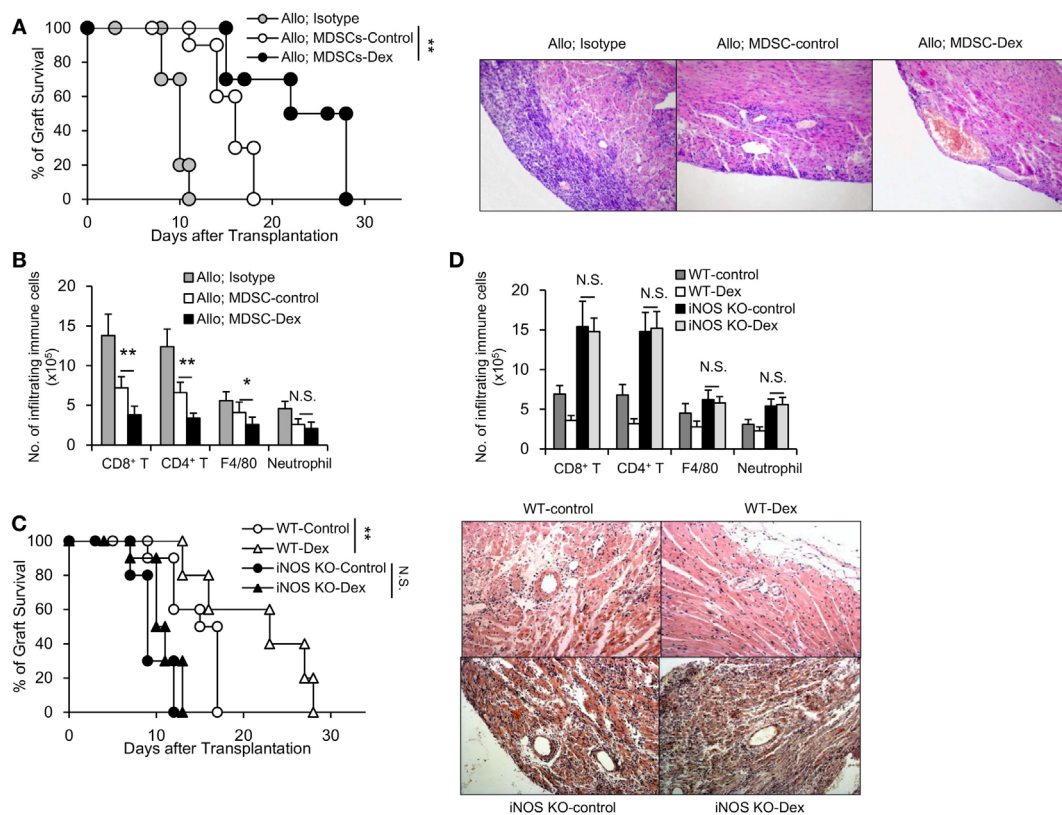 A
Allo; Isotype
Allo; MDSCs-Control
Allo; MDSCs-Dex
**
% of Graft Survival
100
80
60
40
20
0
0 10 20 30
Days after Transplantation
Allo; Isotype Allo; MDSC-control Allo; MDSC-Dex
B
Allo; Isotype
Allo; MDSC-control
Allo; MDSC-Dex
No. of infiltrating immune cells
(x10⁵)
20
15
10
5
0
** ** * N.S.
CD8⁺ T CD4⁺ T F4/80 Neutrophil
D
WT-control
WT-Dex
iNOS KO-control
iNOS KO-Dex
No. of infiltrating immune cells
(x10⁵)
20
15
10
5
0
N.S. N.S. N.S. N.S.
CD8⁺ T CD4⁺ T F4/80 Neutrophil
C
WT-Control
WT-Dex
iNOS KO-Control
iNOS KO-Dex
**
N.S.
% of Graft Survival
100
80
60
40
20
0
0 10 20 30
Days after Transplantation
WT-control WT-Dex
iNOS KO-control iNOS KO-Dex